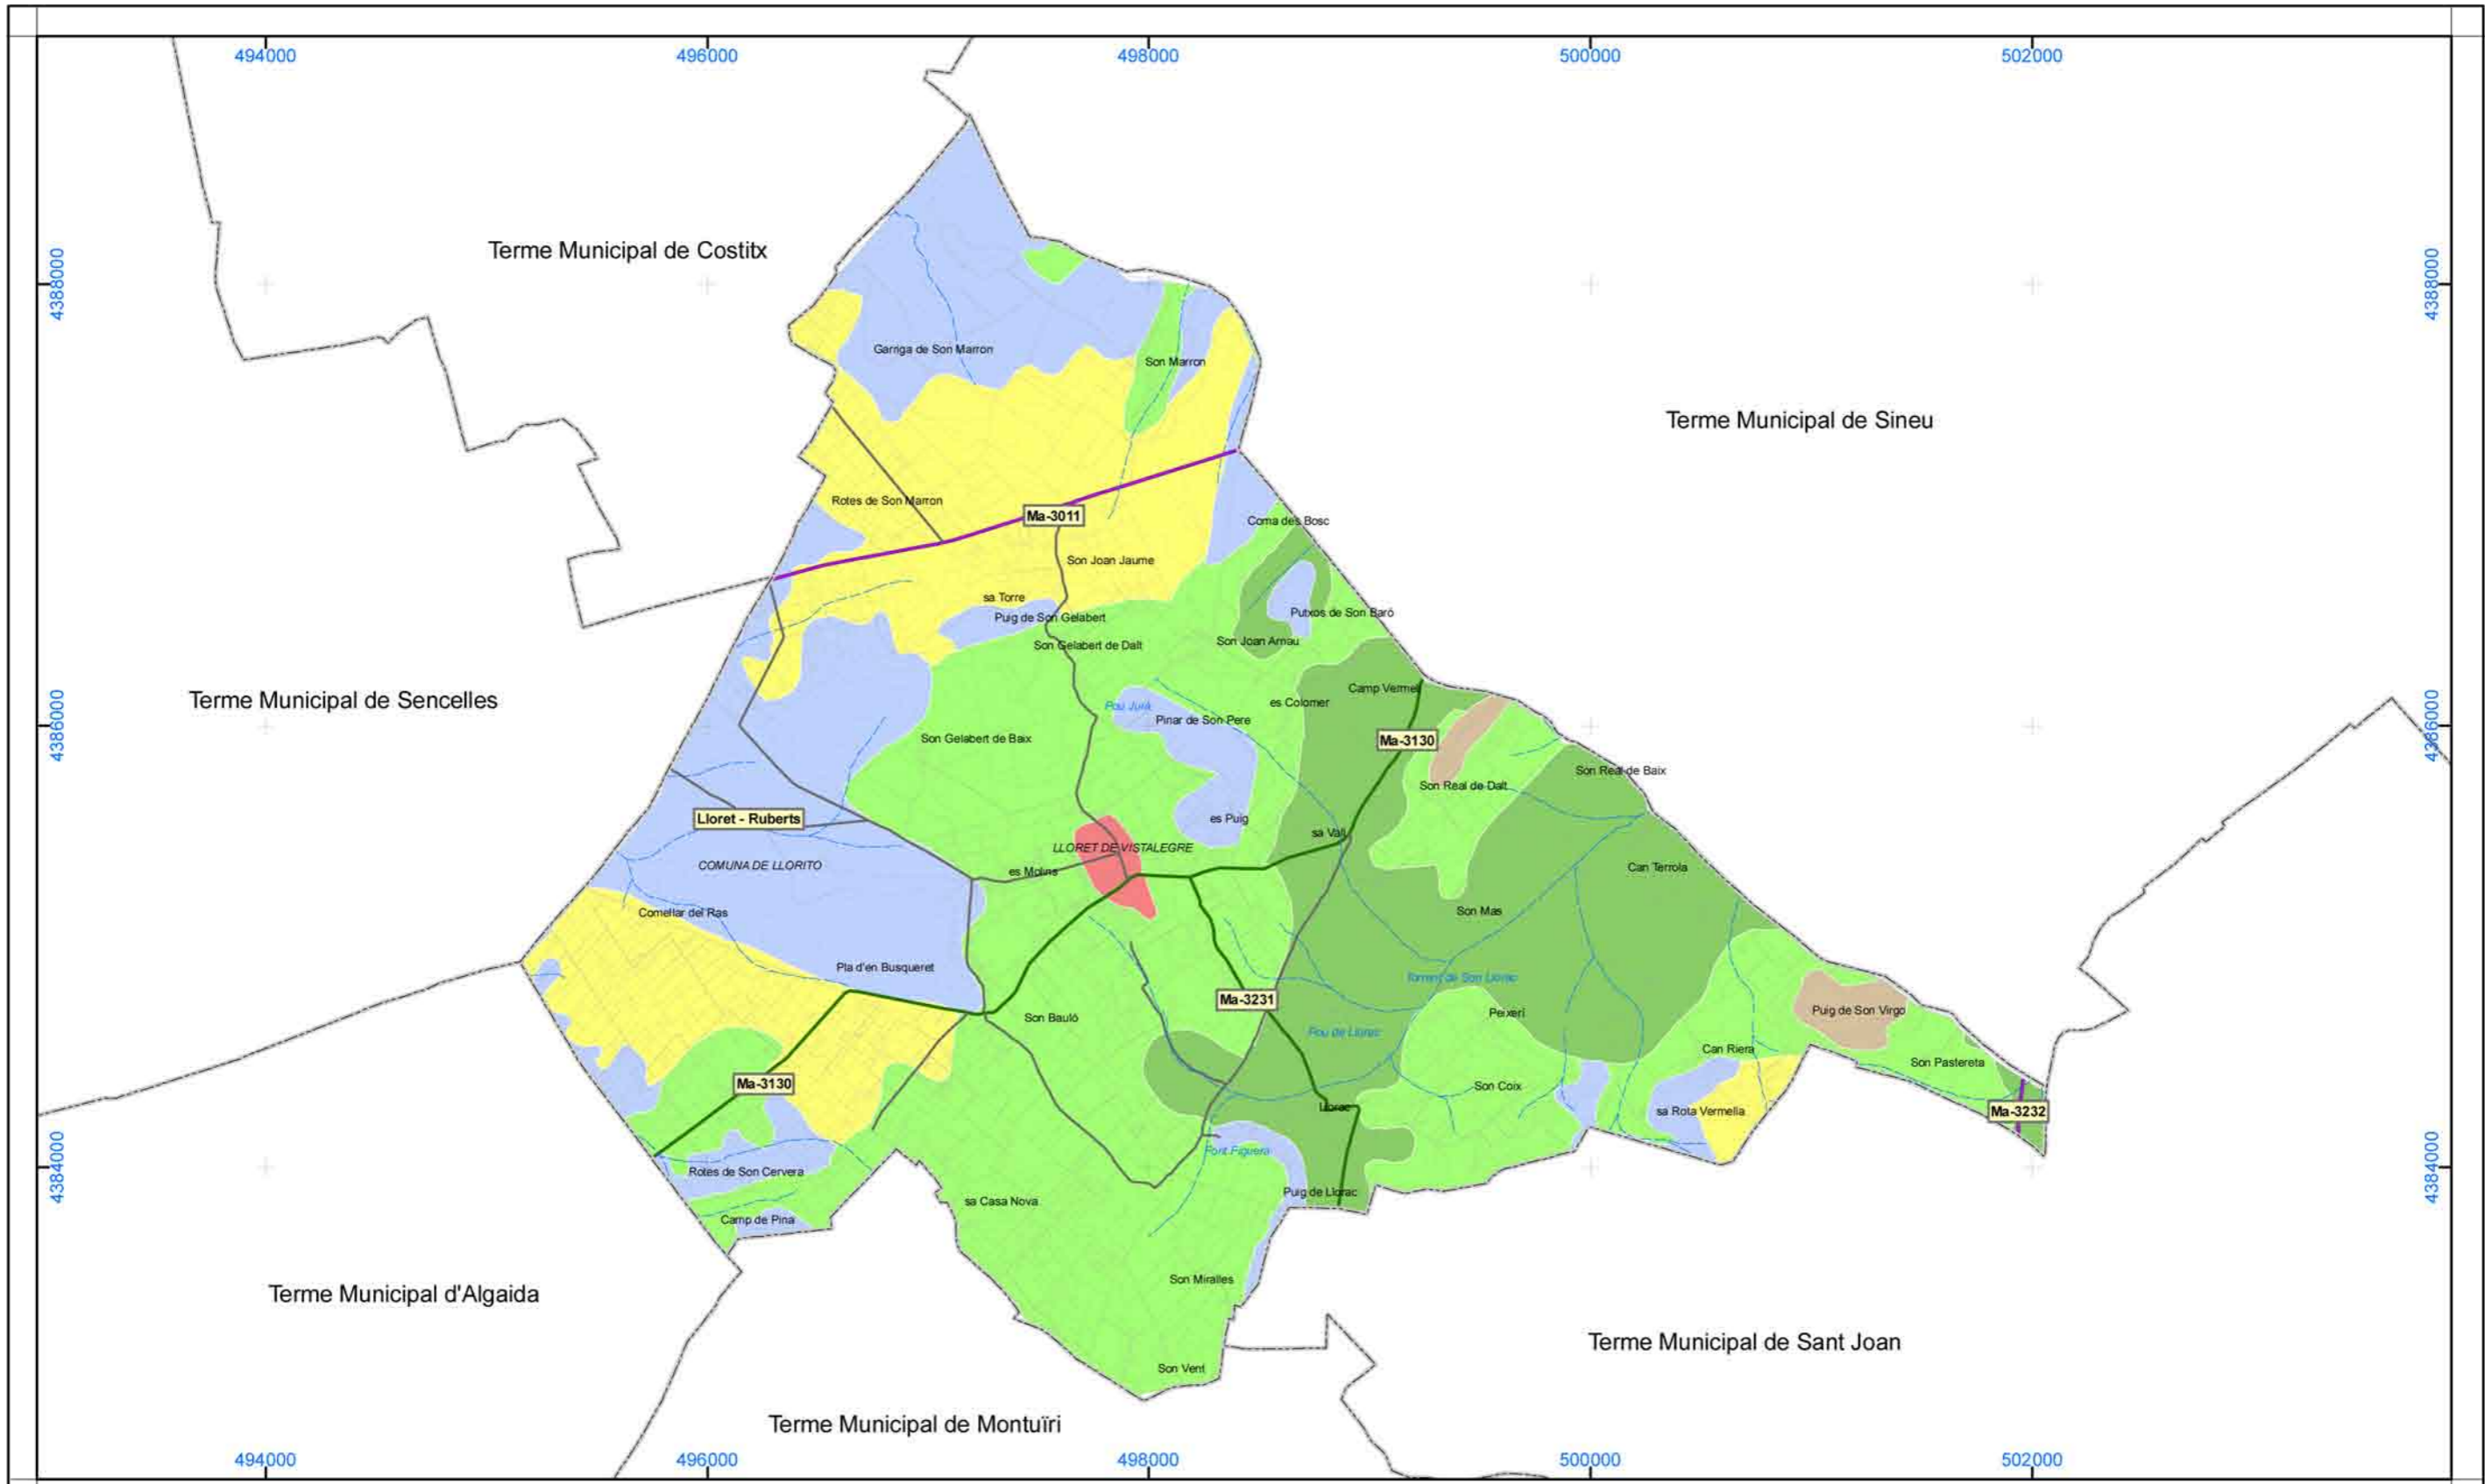 494000
496000
498000
500000
502000
4388000
4388000
Terme Municipal de Costitx
Garriga de Son Marron
Son Marron
Terme Municipal de Sineu
Rotes de Son Marron
Ma-3011
Coma des Bosc
Son Joan Jaume
sa Torre
Puig de Son Gelabert
Putxos de Son Baró
Son Gelabert de Dalt
Son Joan Arnau
Terme Municipal de Sencelles
Camp Vermell
es Colomer
Pou Jurà
Pinar de Son Pere
4386000
4386000
Son Gelabert de Baix
Ma-3130
Son Real de Baix
Son Real de Dalt
Lloret - Ruberts
es Puig
sa Vall
LLORET DE VISTALEGRE
COMUNA DE LLORITO
es Molins
Can Terrola
Comellar del Ras
Son Mas
Pla d'en Busqueret
Torrent de Son Llorac
Ma-3231
Puig de Son Virgo
Son Bauló
Peixerí
Pou de Llorac
Can Riera
Son Pastereta
Ma-3130
Son Coix
Llorac
sa Rota Vermella
Ma-3232
Font Figuera
4384000
4384000
Rotes de Son Cervera
Puig de Llorac
sa Casa Nova
Camp de Pina
Son Miralles
Terme Municipal d'Algaida
Terme Municipal de Sant Joan
Son Vent
Terme Municipal de Montuïri
494000
496000
498000
500000
502000